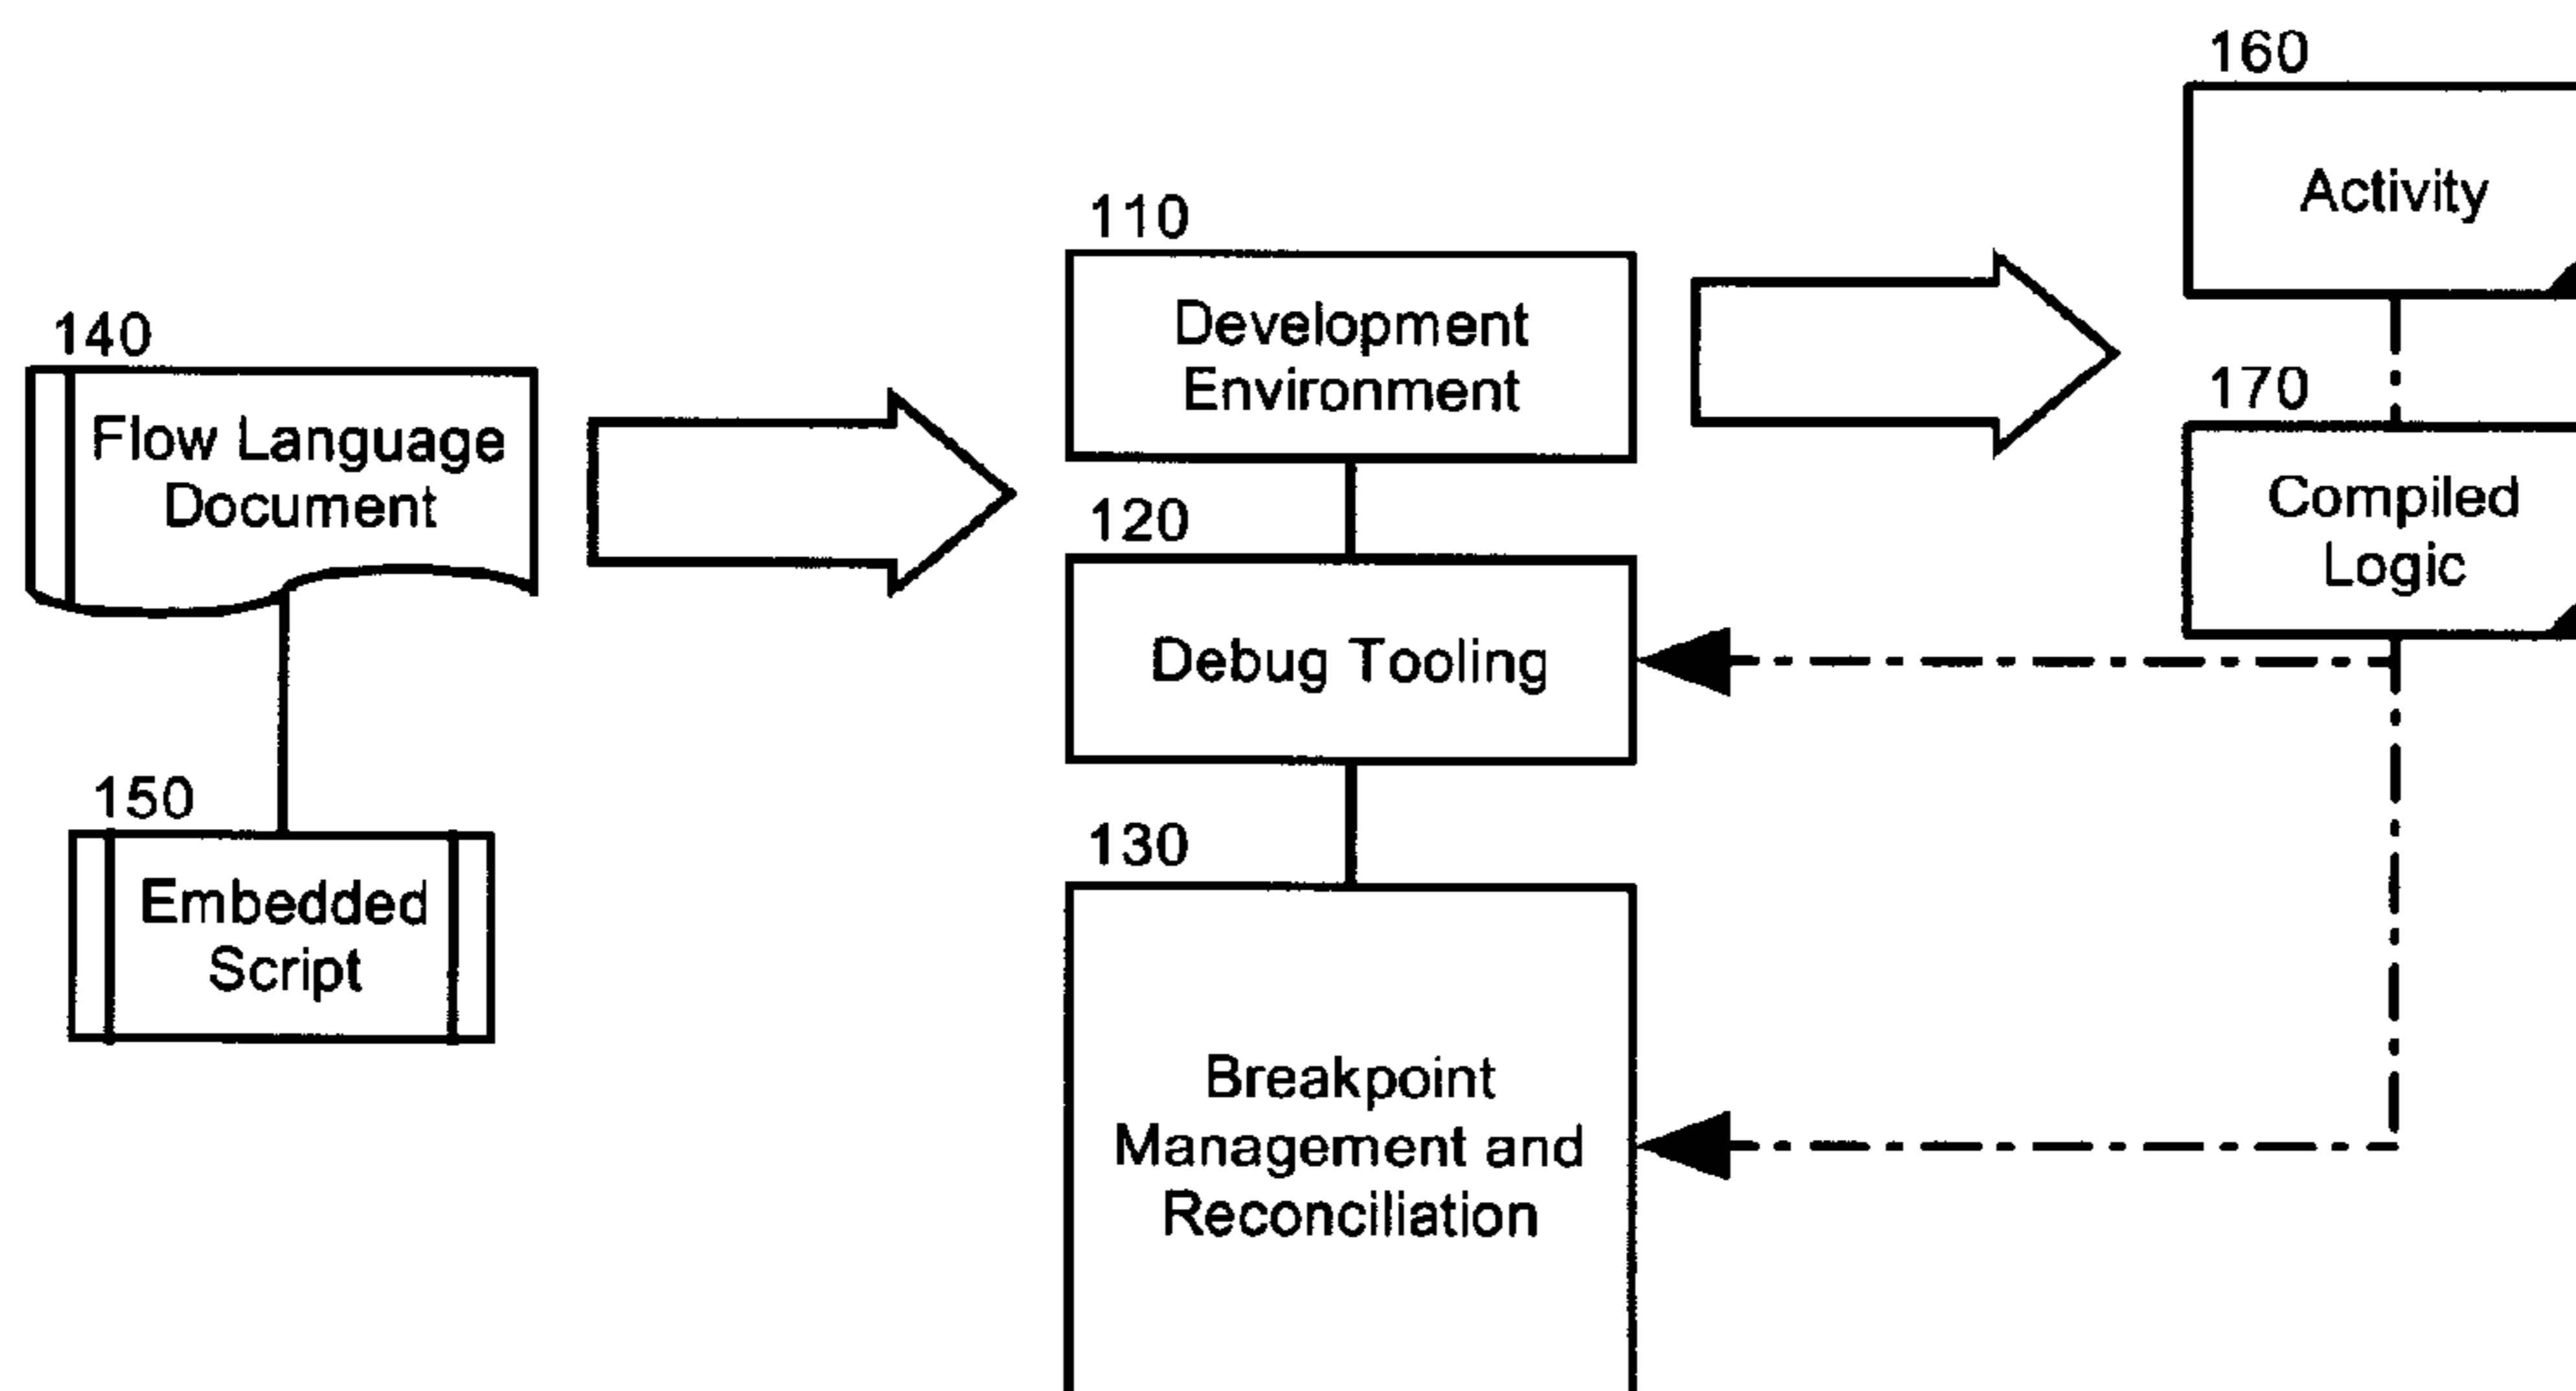 140
Flow Language
Document
150
Embedded
Script
110
Development
Environment
120
Debug Tooling
130
Breakpoint
Management and
Reconciliation
160
Activity
170
Compiled
Logic